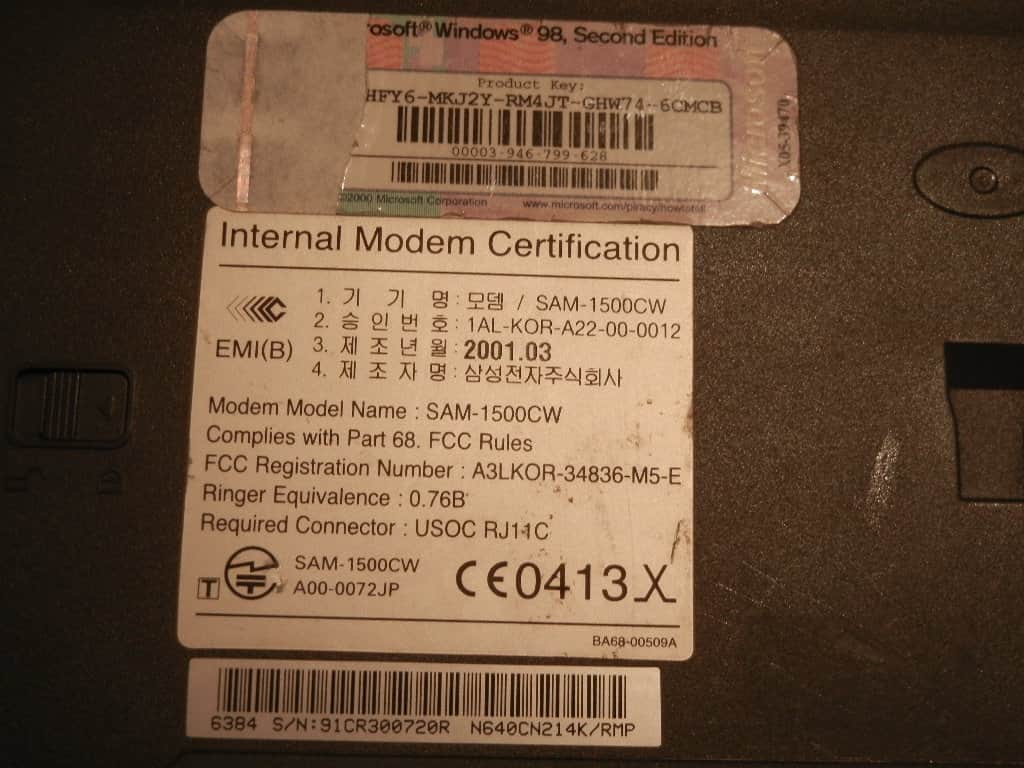 rosoft® Windows® 98, Second Edition
Product Key:
HFY6-MKJ2Y-RM4JT-GHW74-6CMCB
00003-946-799-628
©2000 Microsoft Corporation www.microsoft.com/piracy/howtotell
Microsoft
X05-39470
Internal Modem Certification
1. 기 기 명 : 모뎀 / SAM-1500CW
2. 승 인 번 호 : 1AL-KOR-A22-00-0012
EMI(B)
3. 제 조 년 월 : 2001.03
4. 제 조 자 명 : 삼성전자주식회사
Modem Model Name : SAM-1500CW
Complies with Part 68. FCC Rules
FCC Registration Number : A3LKOR-34836-M5-E
Ringer Equivalence : 0.76B
Required Connector : USOC RJ11C
T
SAM-1500CW
A00-0072JP
CE0413X
BA68-00509A
6384 S/N:91CR300720R N640CN214K/RMP